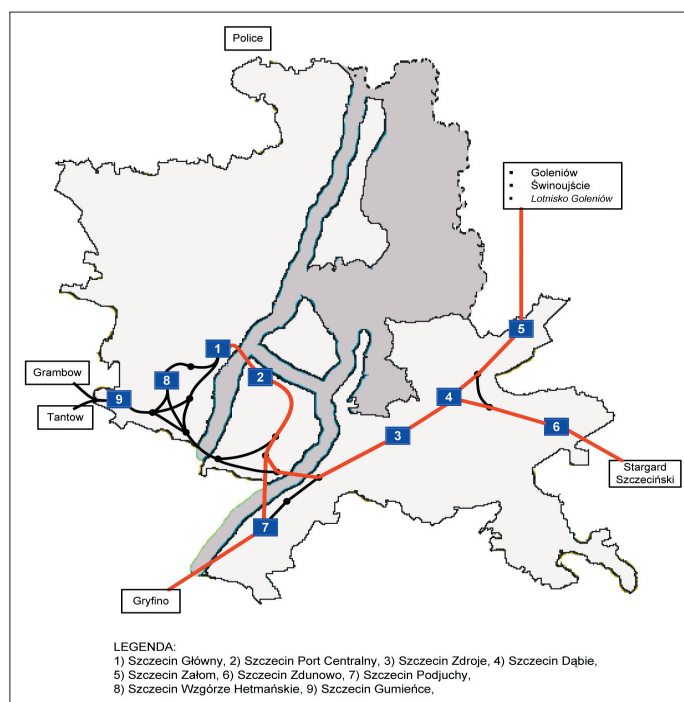 Police
Goleniów
Świnoujście
Lotnisko Goleniów
5
1
Grambow
8
2
9
Tantow
4
6
3
Stargard
Szczeciński
7
Gryfino
LEGENDA:
1) Szczecin Główny, 2) Szczecin Port Centralny, 3) Szczecin Zdroje, 4) Szczecin Dąbie,
5) Szczecin Załom, 6) Szczecin Zdunowo, 7) Szczecin Podjuchy,
8) Szczecin Wzgórze Hetmańskie, 9) Szczecin Gumieńce,